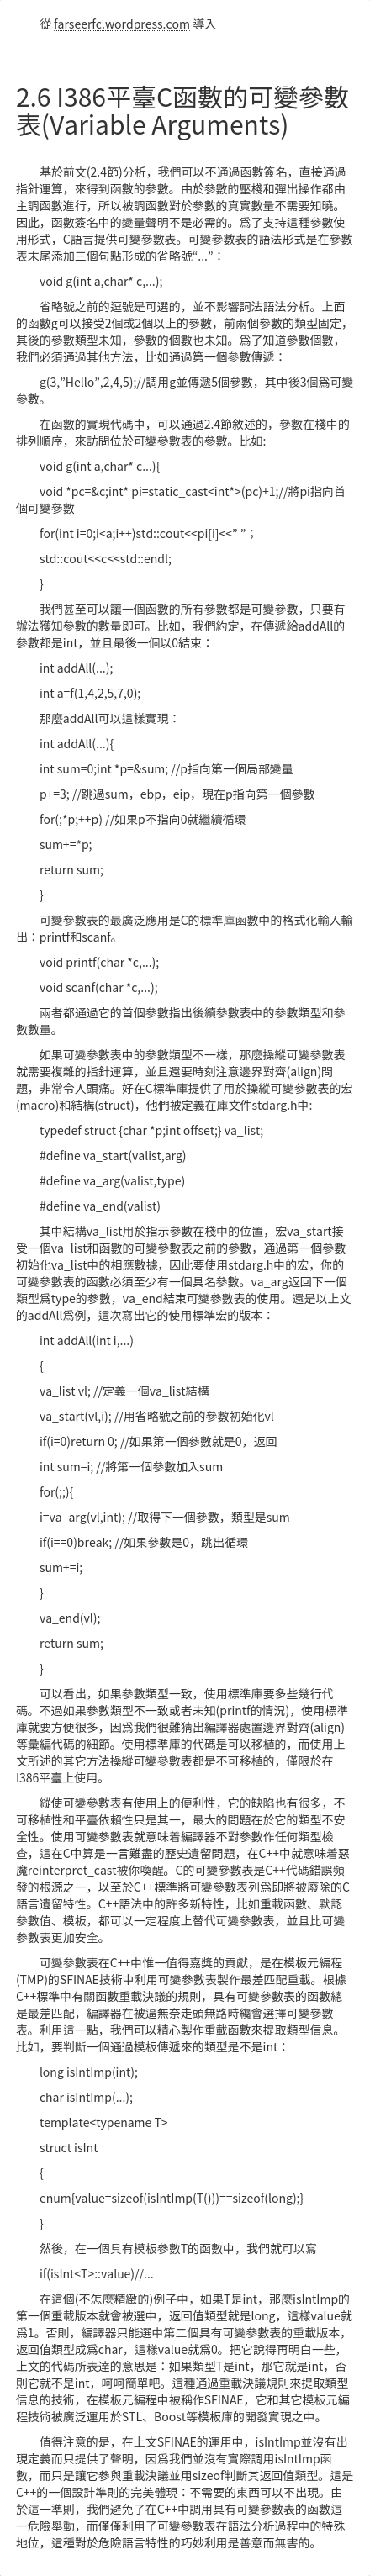 從 farseerfc.wordpress.com 導入
2.6 I386平臺C函數的可變參數
表(Variable Arguments)
基於前文(2.4節)分析，我們可以不通過函數簽名，直接通過
指針運算，來得到函數的參數。由於參數的壓棧和彈出操作都由
主調函數進行，所以被調函數對於參數的真實數量不需要知曉。
因此，函數簽名中的變量聲明不是必需的。爲了支持這種參數使
用形式，C語言提供可變參數表。可變參數表的語法形式是在參數
表末尾添加三個句點形成的省略號“...”：
void g(int a,char* c,...);
省略號之前的逗號是可選的，並不影響詞法語法分析。上面
的函數g可以接受2個或2個以上的參數，前兩個參數的類型固定，
其後的參數類型未知，參數的個數也未知。爲了知道參數個數，
我們必須通過其他方法，比如通過第一個參數傳遞：
g(3,”Hello”,2,4,5);//調用g並傳遞5個參數，其中後3個爲可變
參數。
在函數的實現代碼中，可以通過2.4節敘述的，參數在棧中的
排列順序，來訪問位於可變參數表的參數。比如:
void g(int a,char* c...){
void *pc=&c;int* pi=static_cast<int*>(pc)+1;//將pi指向首
個可變參數
for(int i=0;i<a;i++)std::cout<<pi[i]<<” ”；
std::cout<<c<<std::endl;
}
我們甚至可以讓一個函數的所有參數都是可變參數，只要有
辦法獲知參數的數量即可。比如，我們約定，在傳遞給addAll的
參數都是int，並且最後一個以0結束：
int addAll(...);
int a=f(1,4,2,5,7,0);
那麼addAll可以這樣實現：
int addAll(...){
int sum=0;int *p=&sum; //p指向第一個局部變量
p+=3; //跳過sum，ebp，eip，現在p指向第一個參數
for(;*p;++p) //如果p不指向0就繼續循環
sum+=*p;
return sum;
}
可變參數表的最廣泛應用是C的標準庫函數中的格式化輸入輸
出：printf和scanf。
void printf(char *c,...);
void scanf(char *c,...);
兩者都通過它的首個參數指出後續參數表中的參數類型和參
數數量。
如果可變參數表中的參數類型不一樣，那麼操縱可變參數表
就需要複雜的指針運算，並且還要時刻注意邊界對齊(align)問
題，非常令人頭痛。好在C標準庫提供了用於操縱可變參數表的宏
(macro)和結構(struct)，他們被定義在庫文件stdarg.h中:
typedef struct {char *p;int offset;} va_list;
#define va_start(valist,arg)
#define va_arg(valist,type)
#define va_end(valist)
其中結構va_list用於指示參數在棧中的位置，宏va_start接
受一個va_list和函數的可變參數表之前的參數，通過第一個參數
初始化va_list中的相應數據，因此要使用stdarg.h中的宏，你的
可變參數表的函數必須至少有一個具名參數。va_arg返回下一個
類型爲type的參數，va_end結束可變參數表的使用。還是以上文
的addAll爲例，這次寫出它的使用標準宏的版本：
int addAll(int i,...)
{
va_list vl; //定義一個va_list結構
va_start(vl,i); //用省略號之前的參數初始化vl
if(i=0)return 0; //如果第一個參數就是0，返回
int sum=i; //將第一個參數加入sum
for(;;){
i=va_arg(vl,int); //取得下一個參數，類型是sum
if(i==0)break; //如果參數是0，跳出循環
sum+=i;
}
va_end(vl);
return sum;
}
可以看出，如果參數類型一致，使用標準庫要多些幾行代
碼。不過如果參數類型不一致或者未知(printf的情況)，使用標準
庫就要方便很多，因爲我們很難猜出編譯器處置邊界對齊(align)
等彙編代碼的細節。使用標準庫的代碼是可以移植的，而使用上
文所述的其它方法操縱可變參數表都是不可移植的，僅限於在
I386平臺上使用。
縱使可變參數表有使用上的便利性，它的缺陷也有很多，不
可移植性和平臺依賴性只是其一，最大的問題在於它的類型不安
全性。使用可變參數表就意味着編譯器不對參數作任何類型檢
查，這在C中算是一言難盡的歷史遺留問題，在C++中就意味着惡
魔reinterpret_cast被你喚醒。C的可變參數表是C++代碼錯誤頻
發的根源之一，以至於C++標準將可變參數表列爲即將被廢除的C
語言遺留特性。C++語法中的許多新特性，比如重載函數、默認
參數值、模板，都可以一定程度上替代可變參數表，並且比可變
參數表更加安全。
可變參數表在C++中惟一值得嘉獎的貢獻，是在模板元編程
(TMP)的SFINAE技術中利用可變參數表製作最差匹配重載。根據
C++標準中有關函數重載決議的規則，具有可變參數表的函數總
是最差匹配，編譯器在被逼無奈走頭無路時纔會選擇可變參數
表。利用這一點，我們可以精心製作重載函數來提取類型信息。
比如，要判斷一個通過模板傳遞來的類型是不是int：
long isIntImp(int);
char isIntImp(...);
template<typename T>
struct isInt
{
enum{value=sizeof(isIntImp(T()))==sizeof(long);}
}
然後，在一個具有模板參數T的函數中，我們就可以寫
if(isInt<T>::value)//...
在這個(不怎麼精緻的)例子中，如果T是int，那麼isIntImp的
第一個重載版本就會被選中，返回值類型就是long，這樣value就
爲1。否則，編譯器只能選中第二個具有可變參數表的重載版本，
返回值類型成爲char，這樣value就爲0。把它說得再明白一些，
上文的代碼所表達的意思是：如果類型T是int，那它就是int，否
則它就不是int，呵呵簡單吧。這種通過重載決議規則來提取類型
信息的技術，在模板元編程中被稱作SFINAE，它和其它模板元編
程技術被廣泛運用於STL、Boost等模板庫的開發實現之中。
值得注意的是，在上文SFINAE的運用中，isIntImp並沒有出
現定義而只提供了聲明，因爲我們並沒有實際調用isIntImp函
數，而只是讓它參與重載決議並用sizeof判斷其返回值類型。這是
C++的一個設計準則的完美體現：不需要的東西可以不出現。由
於這一準則，我們避免了在C++中調用具有可變參數表的函數這
一危險舉動，而僅僅利用了可變參數表在語法分析過程中的特殊
地位，這種對於危險語言特性的巧妙利用是善意而無害的。